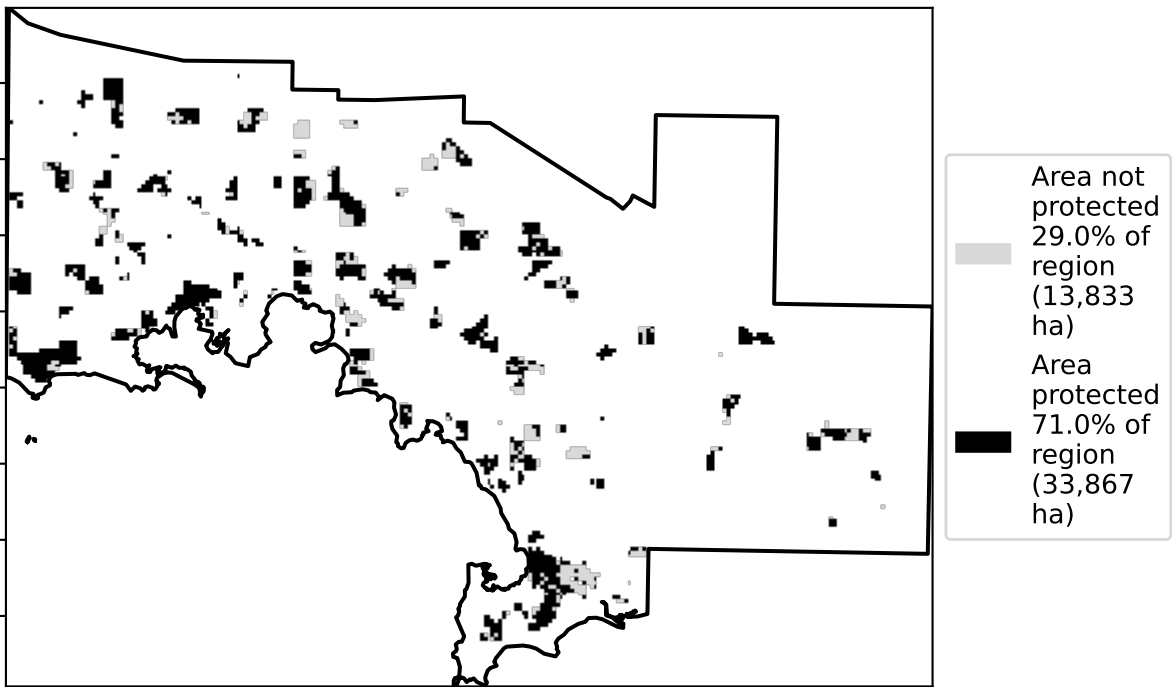 Area not
protected
29.0% of
region
(13,833
ha)
Area
protected
71.0% of
region
(33,867
ha)